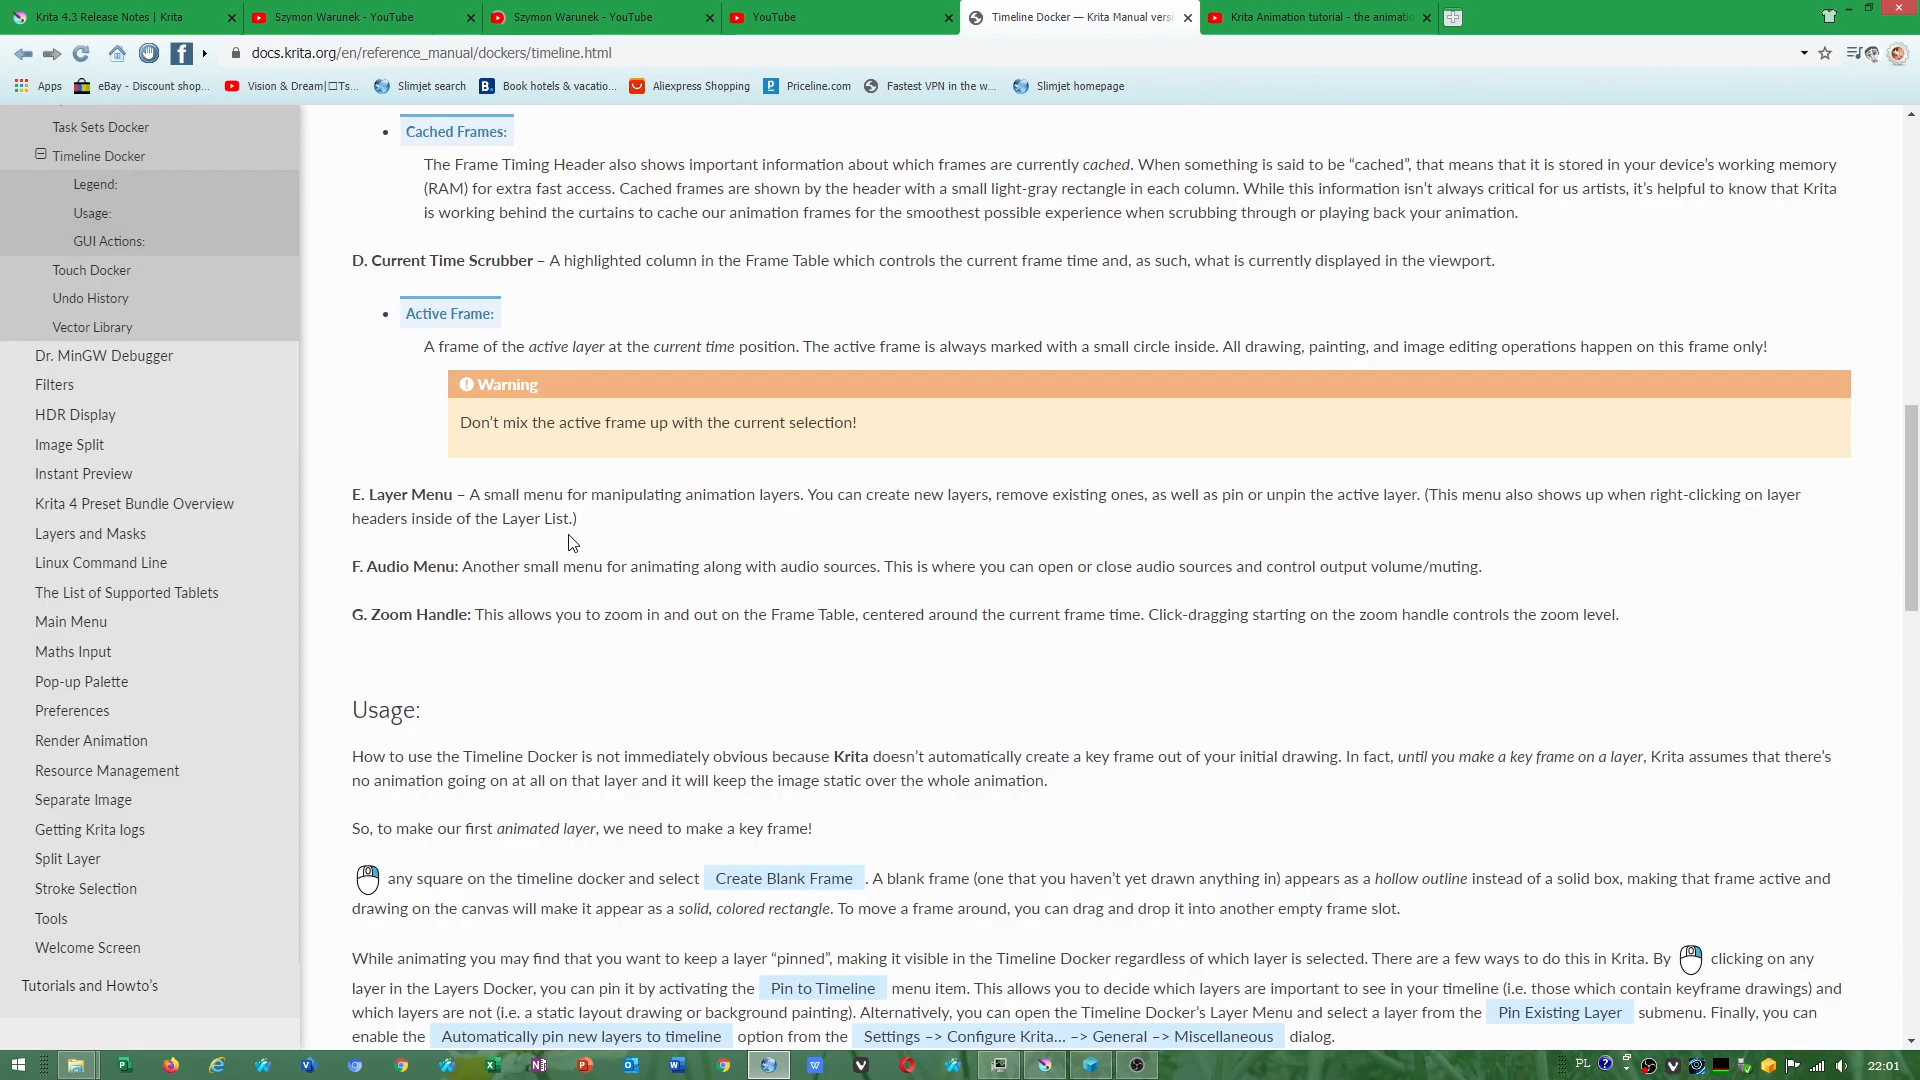 Krita 4.3 Release Notes | Krita
Szymon Warunek - YouTube
Szymon Warunek - YouTube
YouTube
Timeline Docker — Krita Manual versi
Krita Animation tutorial - the animatio
docs.krita.org/en/reference_manual/dockers/timeline.html
Apps
eBay - Discount shop...
Vision & Dream|□Ts...
Slimjet search
Book hotels & vacatio...
Aliexpress Shopping
Priceline.com
Fastest VPN in the w...
Slimjet homepage
Task Sets Docker
Timeline Docker
Legend:
Usage:
GUI Actions:
Touch Docker
Undo History
Vector Library
Dr. MinGW Debugger
Filters
HDR Display
Image Split
Instant Preview
Krita 4 Preset Bundle Overview
Layers and Masks
Linux Command Line
The List of Supported Tablets
Main Menu
Maths Input
Pop-up Palette
Preferences
Render Animation
Resource Management
Separate Image
Getting Krita logs
Split Layer
Stroke Selection
Tools
Welcome Screen
Tutorials and Howto's
Cached Frames:
The Frame Timing Header also shows important information about which frames are currently cached. When something is said to be “cached”, that means that it is stored in your device's working memory
(RAM) for extra fast access. Cached frames are shown by the header with a small light-gray rectangle in each column. While this information isn't always critical for us artists, it's helpful to know that Krita
is working behind the curtains to cache our animation frames for the smoothest possible experience when scrubbing through or playing back your animation.
D. Current Time Scrubber – A highlighted column in the Frame Table which controls the current frame time and, as such, what is currently displayed in the viewport.
Active Frame:
A frame of the active layer at the current time position. The active frame is always marked with a small circle inside. All drawing, painting, and image editing operations happen on this frame only!
Warning
Don't mix the active frame up with the current selection!
E. Layer Menu – A small menu for manipulating animation layers. You can create new layers, remove existing ones, as well as pin or unpin the active layer. (This menu also shows up when right-clicking on layer
headers inside of the Layer List.)
F. Audio Menu: Another small menu for animating along with audio sources. This is where you can open or close audio sources and control output volume/muting.
G. Zoom Handle: This allows you to zoom in and out on the Frame Table, centered around the current frame time. Click-dragging starting on the zoom handle controls the zoom level.
Usage:
How to use the Timeline Docker is not immediately obvious because Krita doesn't automatically create a key frame out of your initial drawing. In fact, until you make a key frame on a layer, Krita assumes that there's
no animation going on at all on that layer and it will keep the image static over the whole animation.
So, to make our first animated layer, we need to make a key frame!
any square on the timeline docker and select Create Blank Frame . A blank frame (one that you haven't yet drawn anything in) appears as a hollow outline instead of a solid box, making that frame active and
drawing on the canvas will make it appear as a solid, colored rectangle. To move a frame around, you can drag and drop it into another empty frame slot.
While animating you may find that you want to keep a layer “pinned”, making it visible in the Timeline Docker regardless of which layer is selected. There are a few ways to do this in Krita. By clicking on any
layer in the Layers Docker, you can pin it by activating the Pin to Timeline menu item. This allows you to decide which layers are important to see in your timeline (i.e. those which contain keyframe drawings) and
which layers are not (i.e. a static layout drawing or background painting). Alternatively, you can open the Timeline Docker's Layer Menu and select a layer from the Pin Existing Layer submenu. Finally, you can
enable the Automatically pin new layers to timeline option from the Settings –> Configure Krita... –> General –> Miscellaneous dialog.
PL
22:01